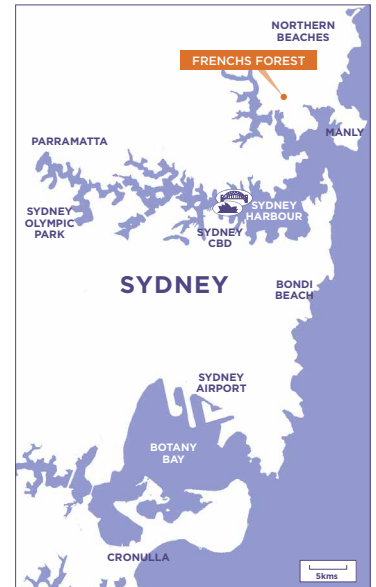 NORTHERN
BEACHES
FRENCHS FOREST
MANLY
PARRAMATTA
SYDNEY
OLYMPIC
PARK
SYDNEY
HARBOUR
SYDNEY
CBD
SYDNEY
BONDI
BEACH
SYDNEY
AIRPORT
BOTANY
BAY
CRONULLA
5kms